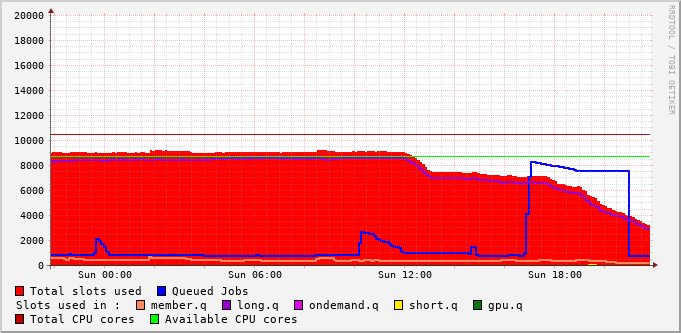 20000
18000
16000
14000
12000
10000
8000
6000
4000
2000
0
Sun 00:00 Sun 06:00 Sun 12:00 Sun 18:00
Total slots used Queued Jobs
Slots used in : member.q long.q ondemand.q short.q gpu.q
Total CPU cores Available CPU cores
RRDTOOL / TOBI OETIKER